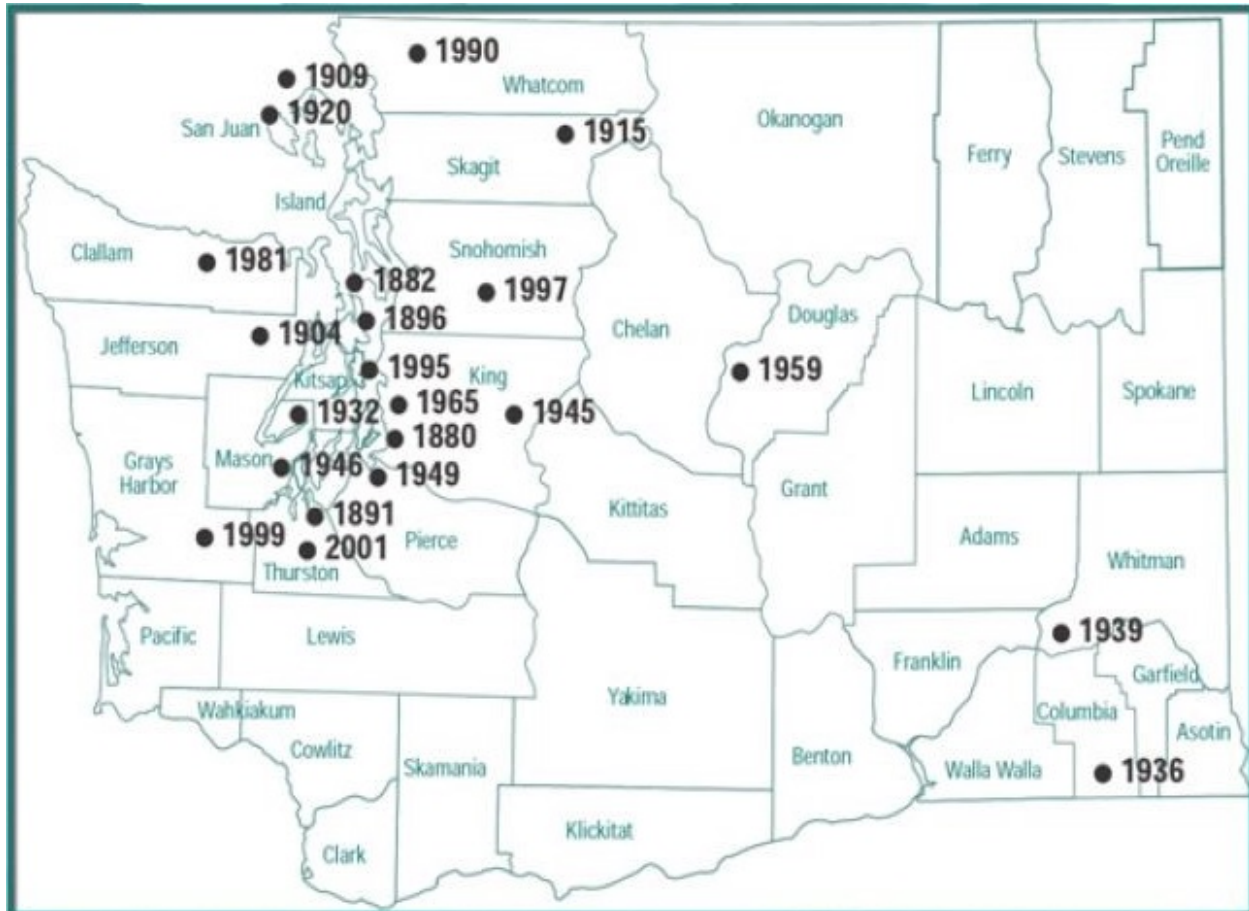 1990
1909
Whatcom
1920
San Juan
Okanogan
1915
Pend
Oreille
Ferry
Stevens
Skagit
Island
Clallam
1981
Snohomish
1882
1997
Douglas
1896
Chelan
1904
Jefferson
Kitsap
1995
King
1959
Lincoln
Spokane
1932
1965
1945
1880
Mason
1946
Grays
Harbor
1949
Grant
Kittitas
1891
1999
2001
Pierce
Adams
Whitman
Thurston
Pacific
Lewis
1939
Franklin
Garfield
Yakima
Wahkiakum
Columbia
Asotin
Cowlitz
Skamania
Benton
Walla Walla
1936
Klickitat
Clark